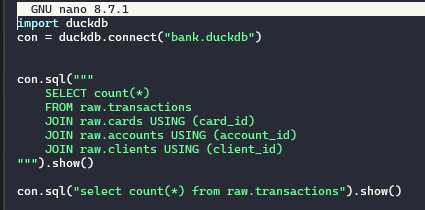 GNU nano 8.7.1
import duckdb
con = duckdb.connect("bank.duckdb")
con.sql("""
    SELECT count(*)
    FROM raw.transactions
    JOIN raw.cards USING (card_id)
    JOIN raw.accounts USING (account_id)
    JOIN raw.clients USING (client_id)
""").show()
con.sql("select count(*) from raw.transactions").show()